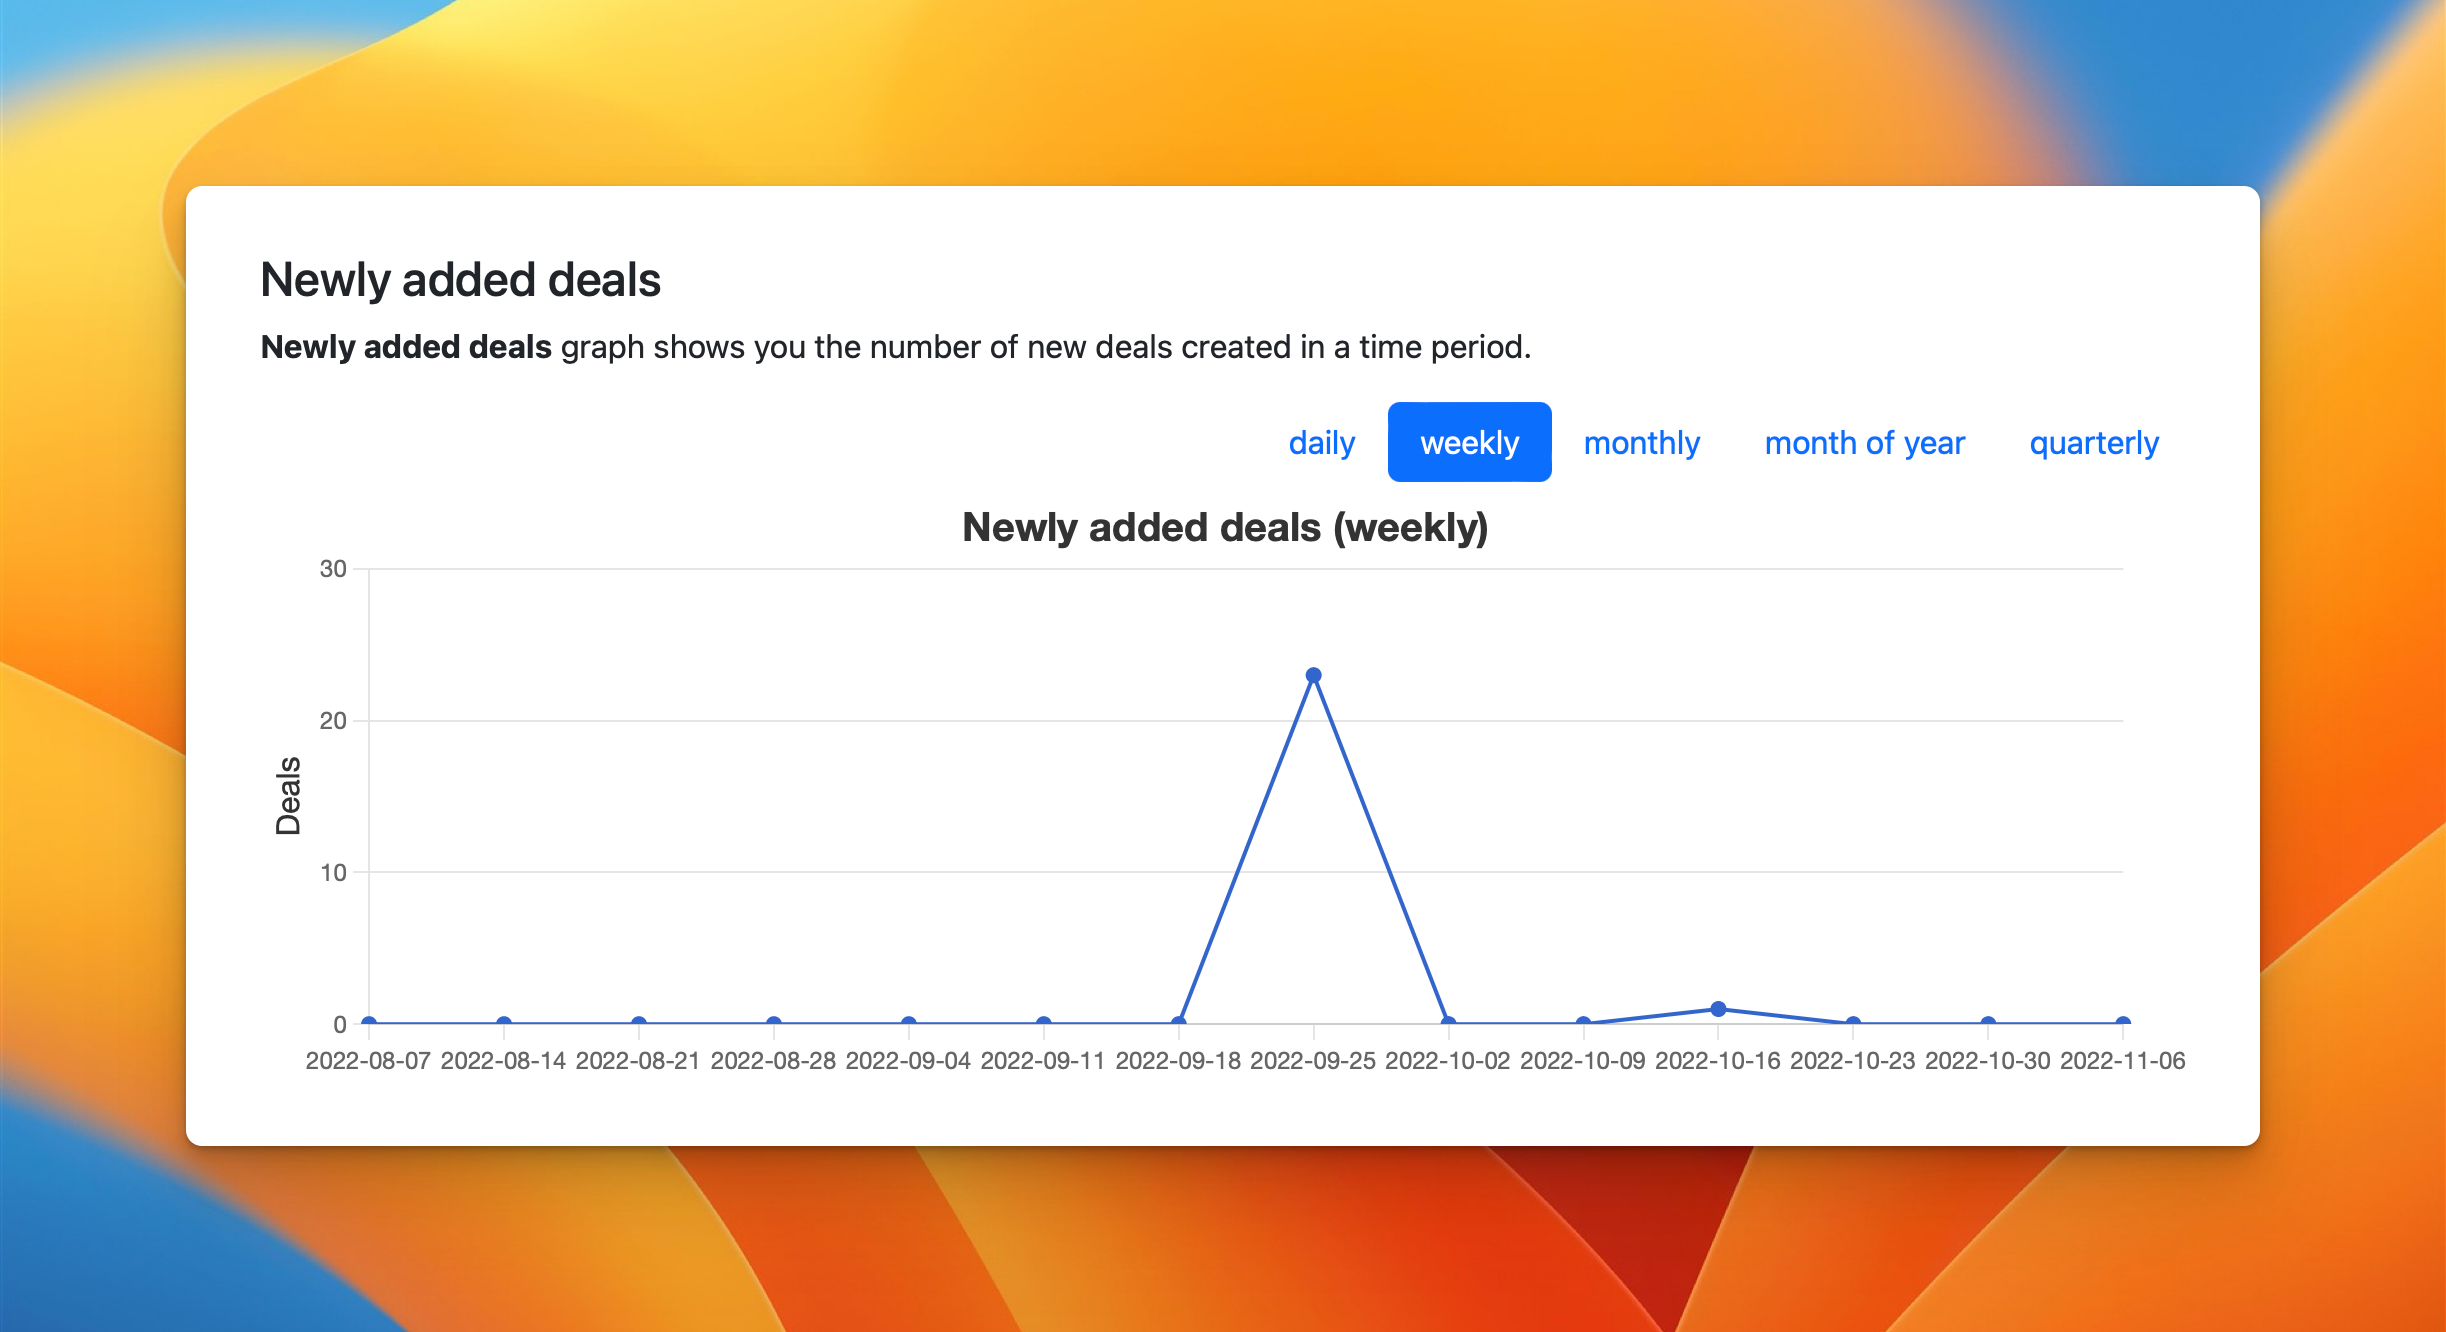 Newly added deals
Newly added deals graph shows you the number of new deals created in a time period.
daily weekly monthly month of year quarterly
Newly added deals (weekly)
30
20
Deals
10
0
2022-08-07 2022-08-14 2022-08-21 2022-08-28 2022-09-04 2022-09-11 2022-09-18 2022-09-25 2022-10-02 2022-10-09 2022-10-16 2022-10-23 2022-10-30 2022-11-06